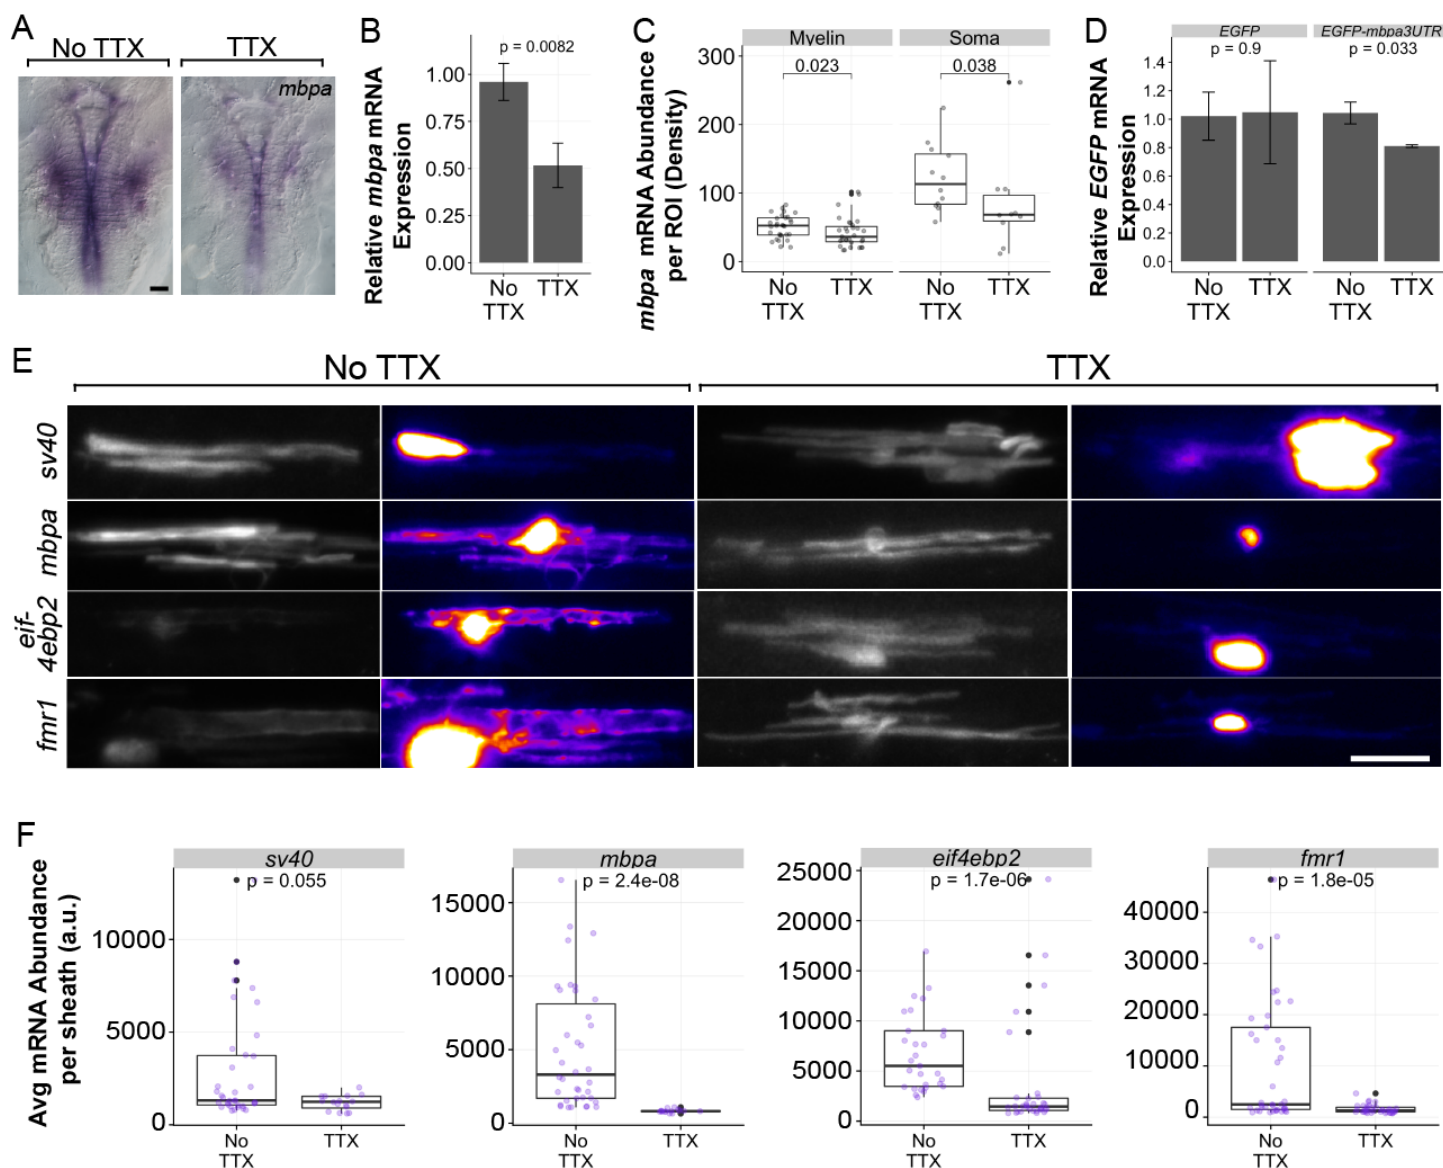 A
No TTX
TTX
mbpa
B
p = 0.0082
Relative mbpa mRNA
Expression
1.00
0.75
0.50
0.25
0.00
No
TTX
TTX
C
Myelin
Soma
0.023
0.038
mbpa mRNA Abundance
per ROI (Density)
300
200
100
0
No
TTX
TTX
No
TTX
TTX
D
EGFP
EGFP-mbpa3UTR
p = 0.9
p = 0.033
Relative EGFP mRNA
Expression
1.4
1.2
1.0
0.8
0.6
0.4
0.2
0.0
No
TTX
TTX
No
TTX
TTX
E
No TTX
TTX
sv40
mbpa
eif-
4ebp2
fmr1
F
Avg mRNA Abundance
per sheath (a.u.)
sv40
p = 0.055
10000
5000
0
No
TTX
TTX
mbpa
p = 2.4e-08
15000
10000
5000
0
No
TTX
TTX
eif4ebp2
p = 1.7e-06
25000
20000
15000
10000
5000
0
No
TTX
TTX
fmr1
p = 1.8e-05
40000
30000
20000
10000
0
No
TTX
TTX